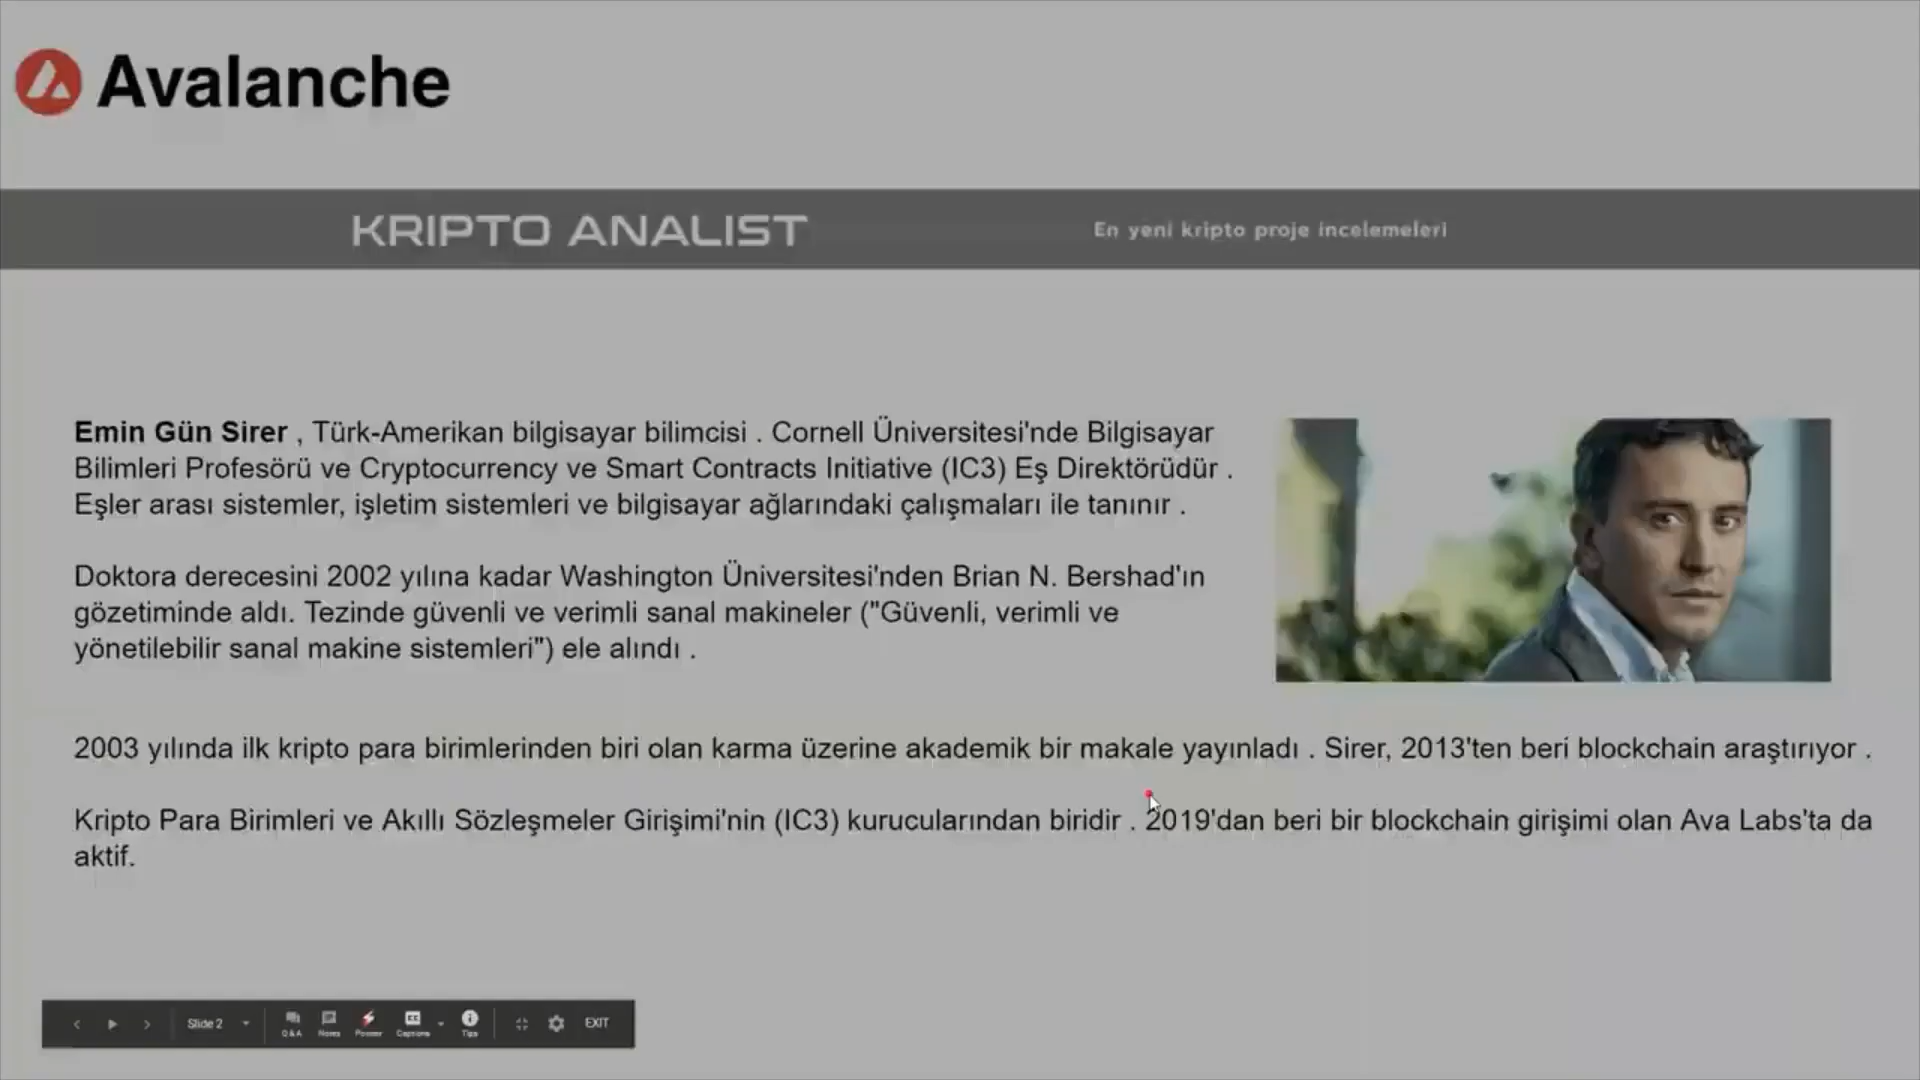 Avalanche
KRIPTO ANALIST
En yeni kripto proje incelemeleri
Emin Gün Sirer , Türk-Amerikan bilgisayar bilimcisi . Cornell Üniversitesi'nde Bilgisayar
Bilimleri Profesörü ve Cryptocurrency ve Smart Contracts Initiative (IC3) Eş Direktörüdür .
Eşler arası sistemler, işletim sistemleri ve bilgisayar ağlarındaki çalışmaları ile tanınır .
Doktora derecesini 2002 yılına kadar Washington Üniversitesi'nden Brian N. Bershad'ın
gözetiminde aldı. Tezinde güvenli ve verimli sanal makineler ("Güvenli, verimli ve
yönetilebilir sanal makine sistemleri") ele alındı .
2003 yılında ilk kripto para birimlerinden biri olan karma üzerine akademik bir makale yayınladı . Sirer, 2013'ten beri blockchain araştırıyor .
Kripto Para Birimleri ve Akıllı Sözleşmeler Girişimi'nin (IC3) kurucularından biridir . 2019'dan beri bir blockchain girişimi olan Ava Labs'ta da
aktif.
Slide 2
Q&A Notes Pointer CC Captions Tips
EXIT